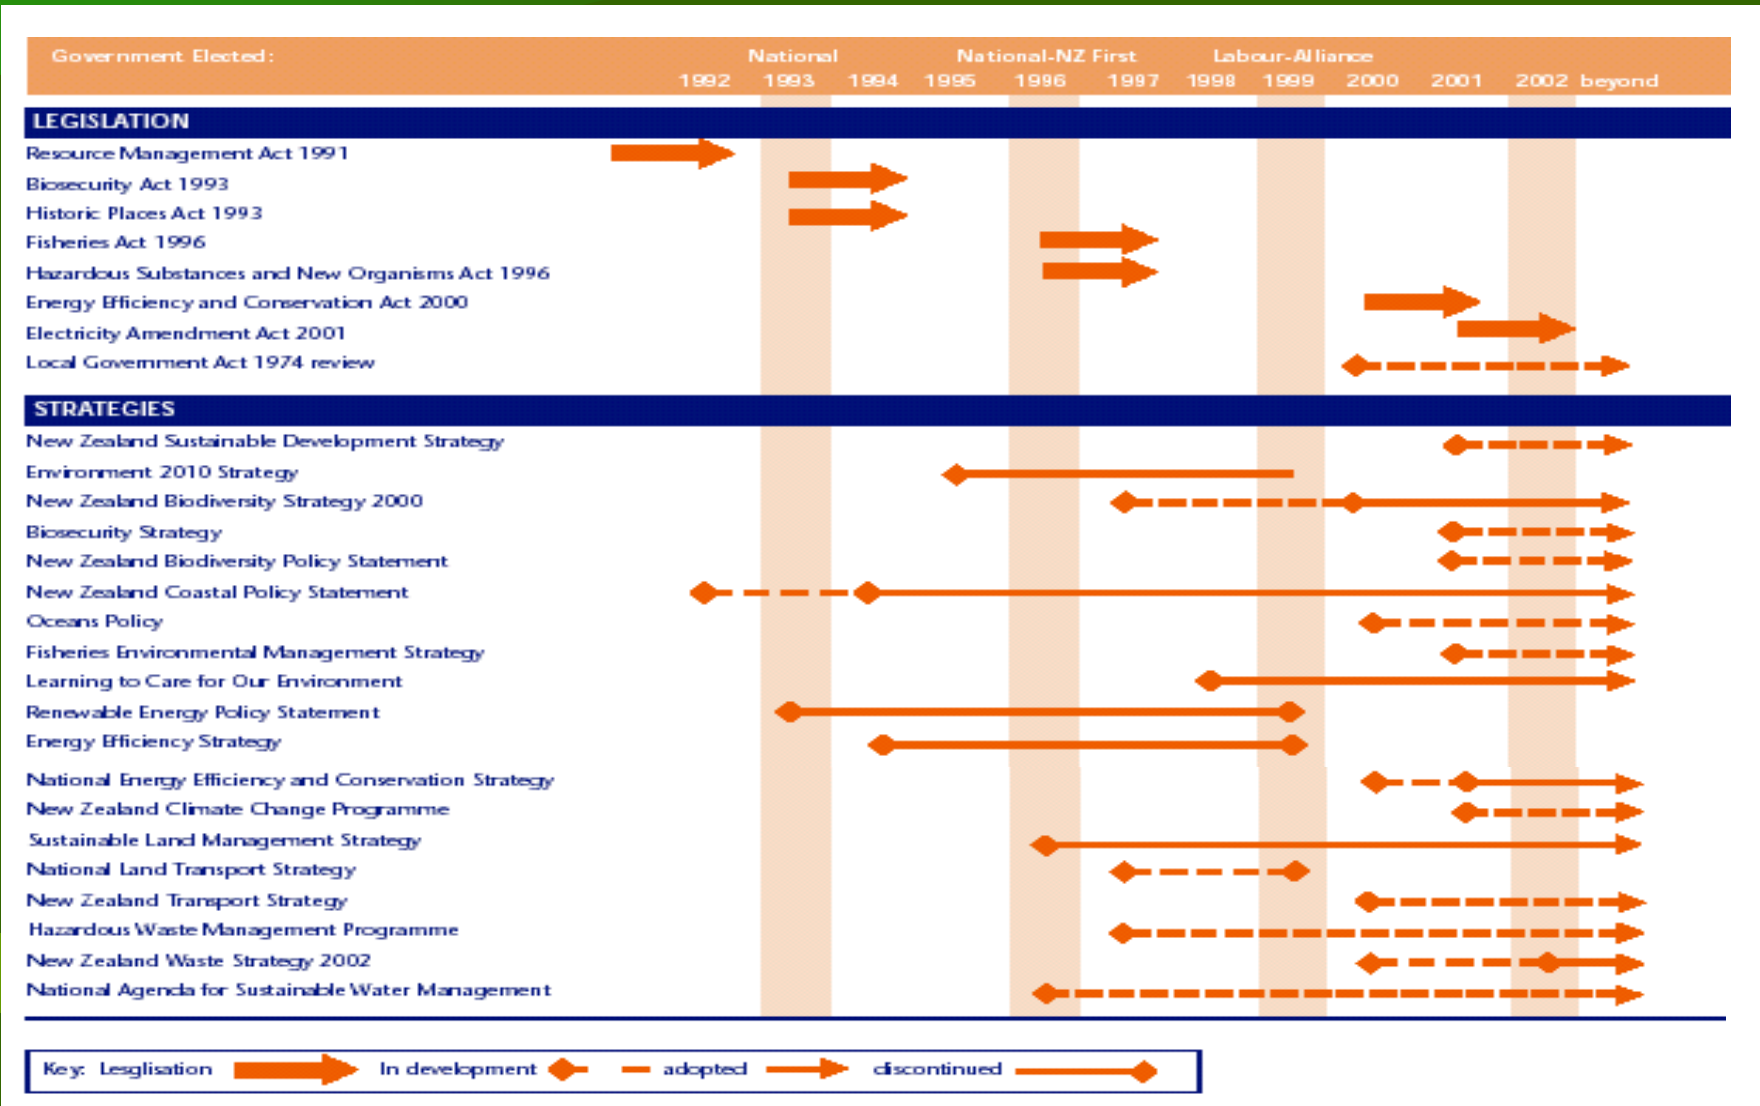 Government Elected: National National-NZ First Labour-Alliance
1992 1993 1994 1995 1996 1997 1998 1999 2000 2001 2002 beyond
LEGISLATION
Resource Management Act 1991
Biosecurity Act 1993
Historic Places Act 1993
Fisheries Act 1996
Hazardous Substances and New Organisms Act 1996
Energy Efficiency and Conservation Act 2000
Electricity Amendment Act 2001
Local Government Act 1974 review
STRATEGIES
New Zealand Sustainable Development Strategy
Environment 2010 Strategy
New Zealand Biodiversity Strategy 2000
Biosecurity Strategy
New Zealand Biodiversity Policy Statement
New Zealand Coastal Policy Statement
Oceans Policy
Fisheries Environmental Management Strategy
Learning to Care for Our Environment
Renewable Energy Policy Statement
Energy Efficiency Strategy
National Energy Efficiency and Conservation Strategy
New Zealand Climate Change Programme
Sustainable Land Management Strategy
National Land Transport Strategy
New Zealand Transport Strategy
Hazardous Waste Management Programme
New Zealand Waste Strategy 2002
National Agenda for Sustainable Water Management
Key: Lesglisation In development adopted discontinued